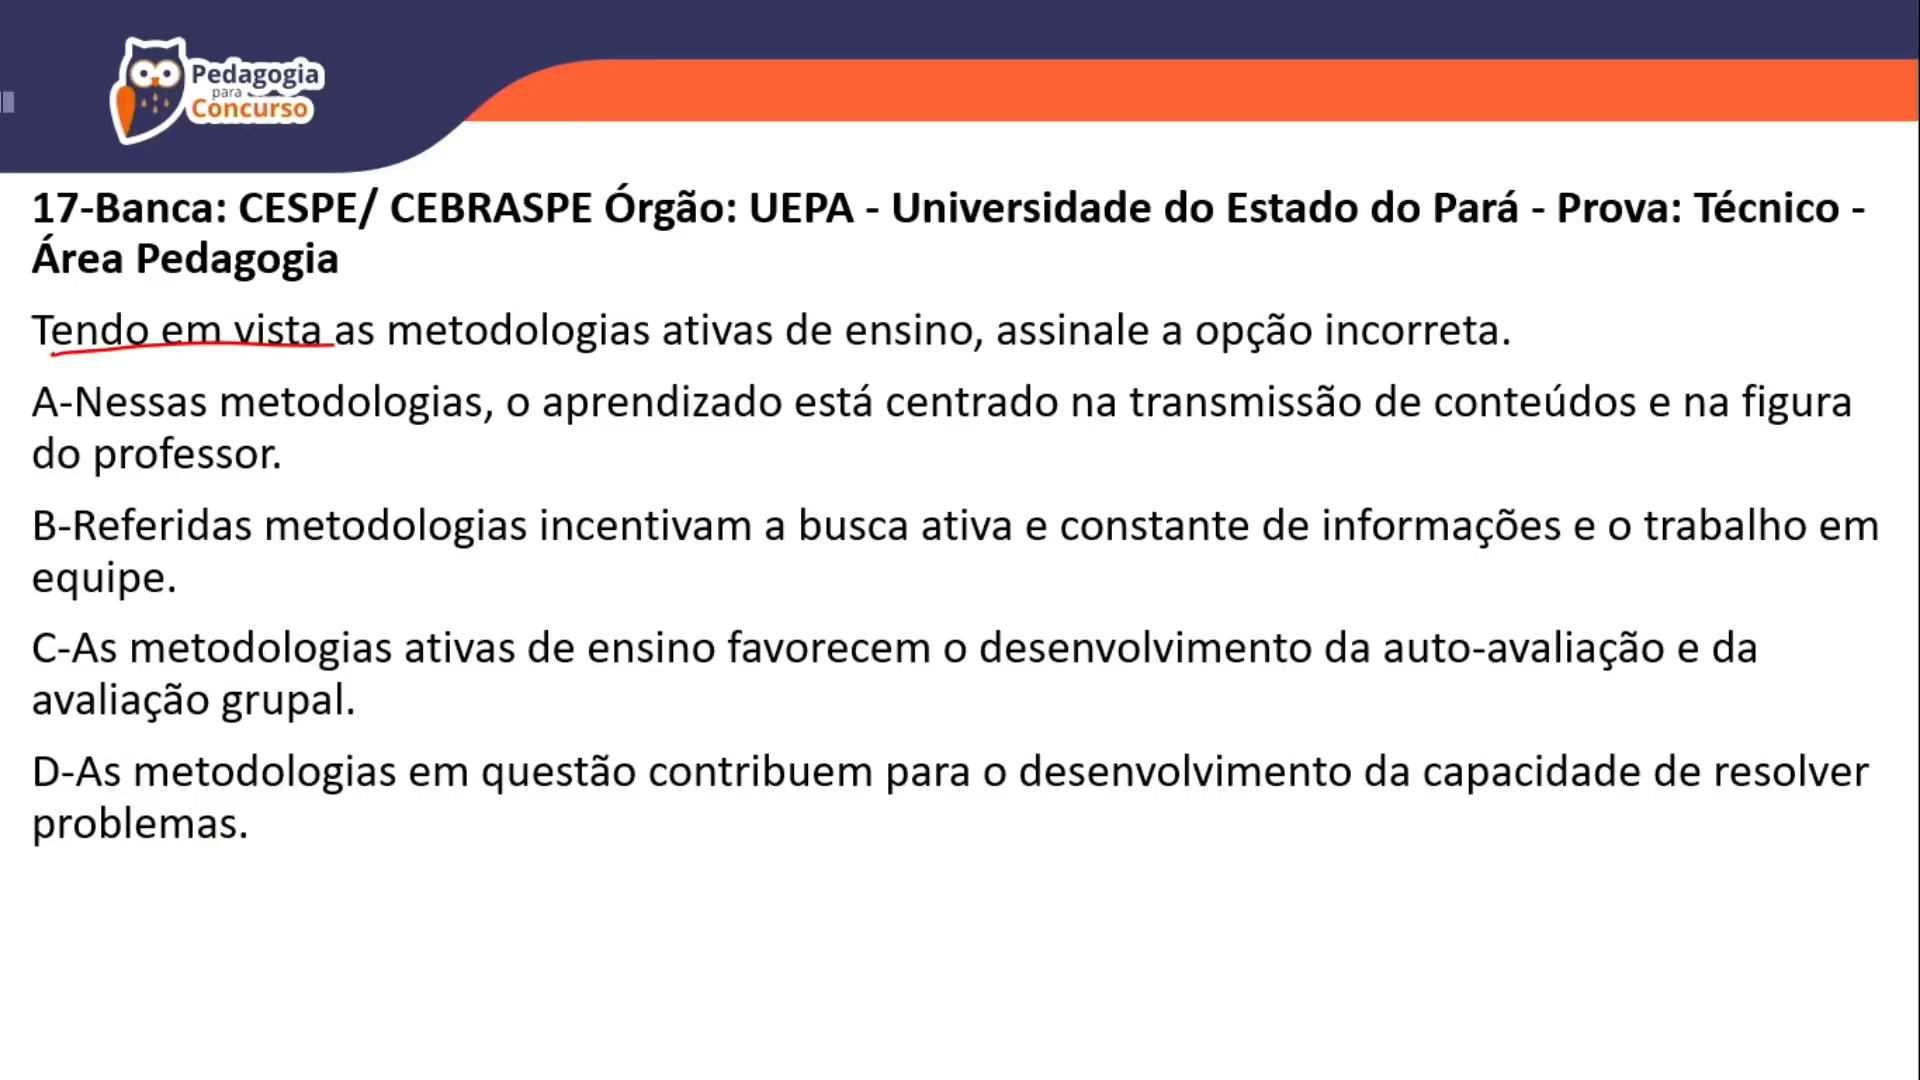 Pedagogia
para
Concurso
17-Banca: CESPE/ CEBRASPE Órgão: UEPA - Universidade do Estado do Pará - Prova: Técnico -
Área Pedagogia
Tendo em vista as metodologias ativas de ensino, assinale a opção incorreta.
A-Nessas metodologias, o aprendizado está centrado na transmissão de conteúdos e na figura
do professor.
B-Referidas metodologias incentivam a busca ativa e constante de informações e o trabalho em
equipe.
C-As metodologias ativas de ensino favorecem o desenvolvimento da auto-avaliação e da
avaliação grupal.
D-As metodologias em questão contribuem para o desenvolvimento da capacidade de resolver
problemas.